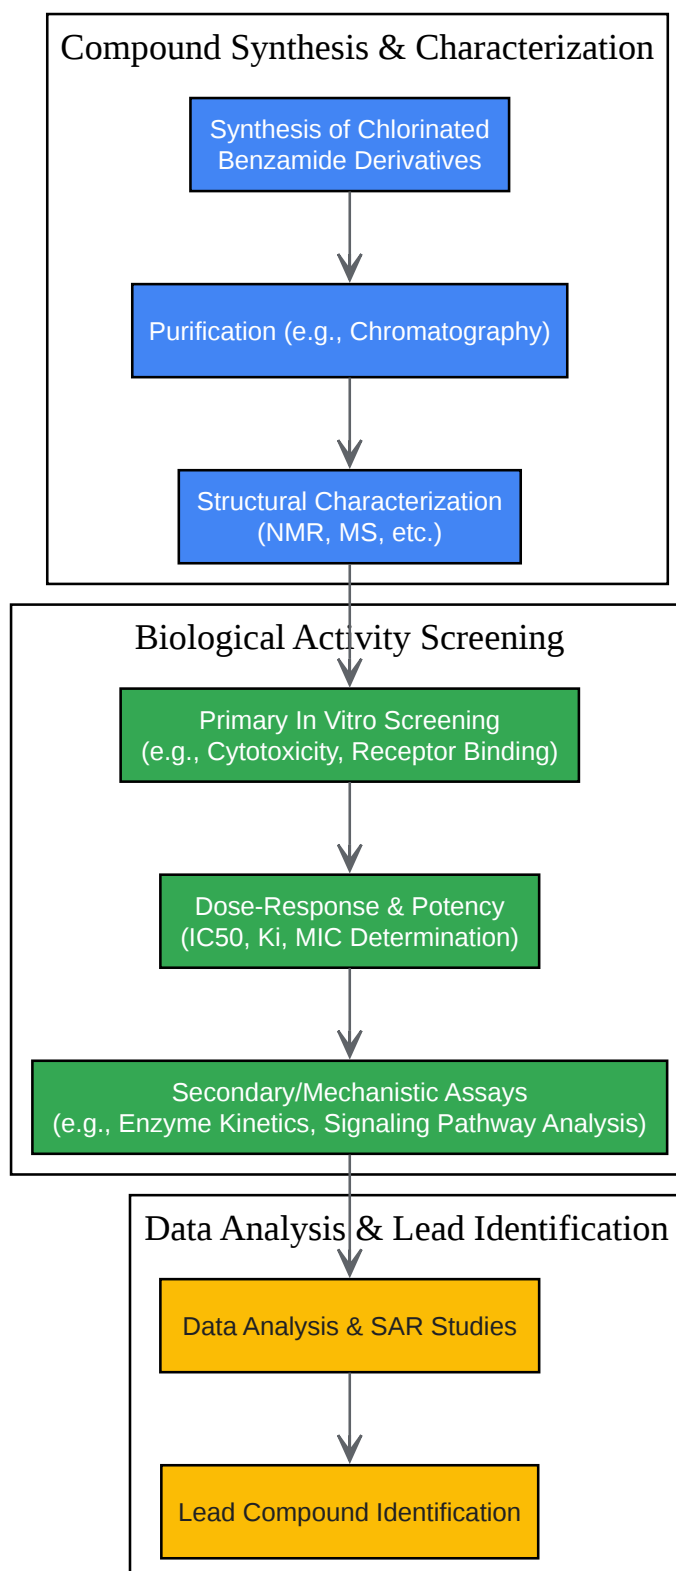 Compound Synthesis & Characterization
Synthesis of Chlorinated
Benzamide Derivatives
Purification (e.g., Chromatography)
Structural Characterization
(NMR, MS, etc.)
Biological Activity Screening
Primary In Vitro Screening
(e.g., Cytotoxicity, Receptor Binding)
Dose-Response & Potency
(IC50, Ki, MIC Determination)
Secondary/Mechanistic Assays
(e.g., Enzyme Kinetics, Signaling Pathway Analysis)
Data Analysis & Lead Identification
Data Analysis & SAR Studies
Lead Compound Identification